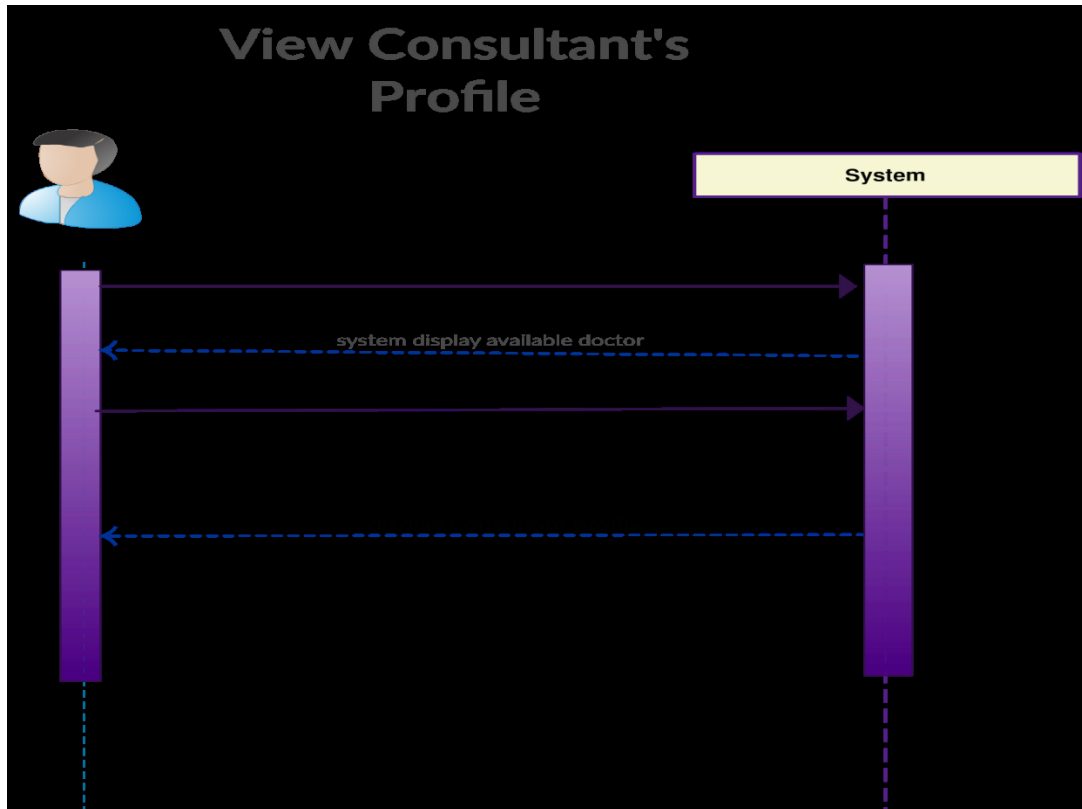 View Consultant's
Profile
System
system display available doctor